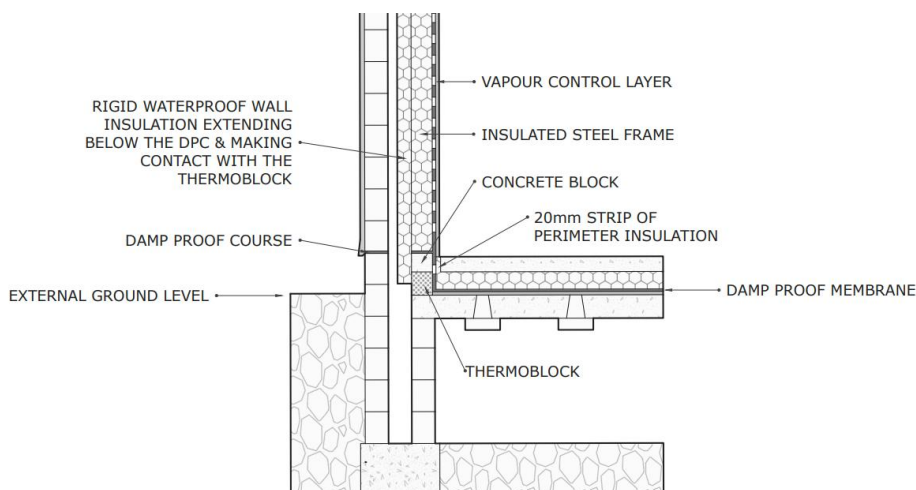 VAPOUR CONTROL LAYER
RIGID WATERPROOF WALL
INSULATION EXTENDING
BELOW THE DPC & MAKING
CONTACT WITH THE
THERMOBLOCK
INSULATED STEEL FRAME
CONCRETE BLOCK
20mm STRIP OF
PERIMETER INSULATION
DAMP PROOF COURSE
EXTERNAL GROUND LEVEL
DAMP PROOF MEMBRANE
THERMOBLOCK